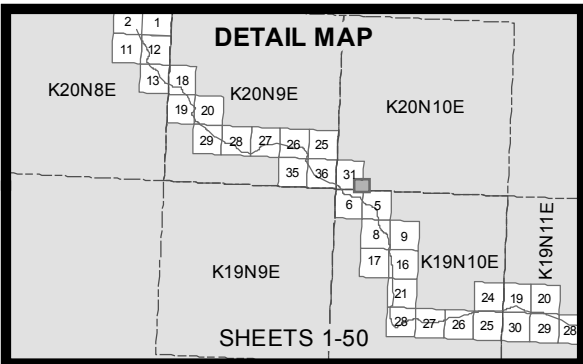 2 1
DETAIL MAP
11 12
K20N8E
13 18
K20N9E
K20N10E
19 20
29 28 27 26 25
35 36 31
6 5
K19N11E
8 9
K19N9E
17 16
K19N10E
21
24 19 20
28 27 26 25 30 29 28
SHEETS 1-50